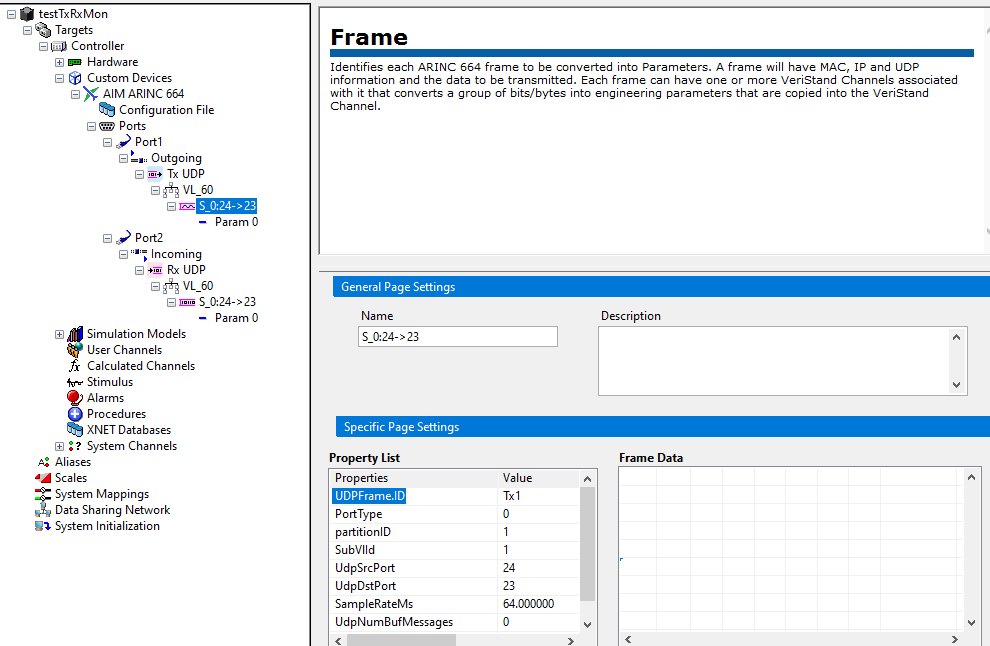 testTxRxMon
Targets
Controller
Hardware
Custom Devices
AIM ARINC 664
Configuration File
Ports
Port1
Outgoing
Tx UDP
VL_60
S_0:24->23
Param 0
Port2
Incoming
Rx UDP
VL_60
S_0:24->23
Param 0
Simulation Models
User Channels
Calculated Channels
Stimulus
Alarms
Procedures
XNET Databases
System Channels
Aliases
Scales
System Mappings
Data Sharing Network
System Initialization
Frame
Identifies each ARINC 664 frame to be converted into Parameters. A frame will have MAC, IP and UDP
information and the data to be transmitted. Each frame can have one or more VeriStand Channels associated
with it that converts a group of bits/bytes into engineering parameters that are copied into the VeriStand
Channel.
General Page Settings
Name Description
S_0:24->23
Specific Page Settings
Property List Frame Data
Properties Value
UDPFrame.ID Tx1
PortType 0
partitionID 1
SubVlId 1
UdpSrcPort 24
UdpDstPort 23
SampleRateMs 64.000000
UdpNumBufMessages 0